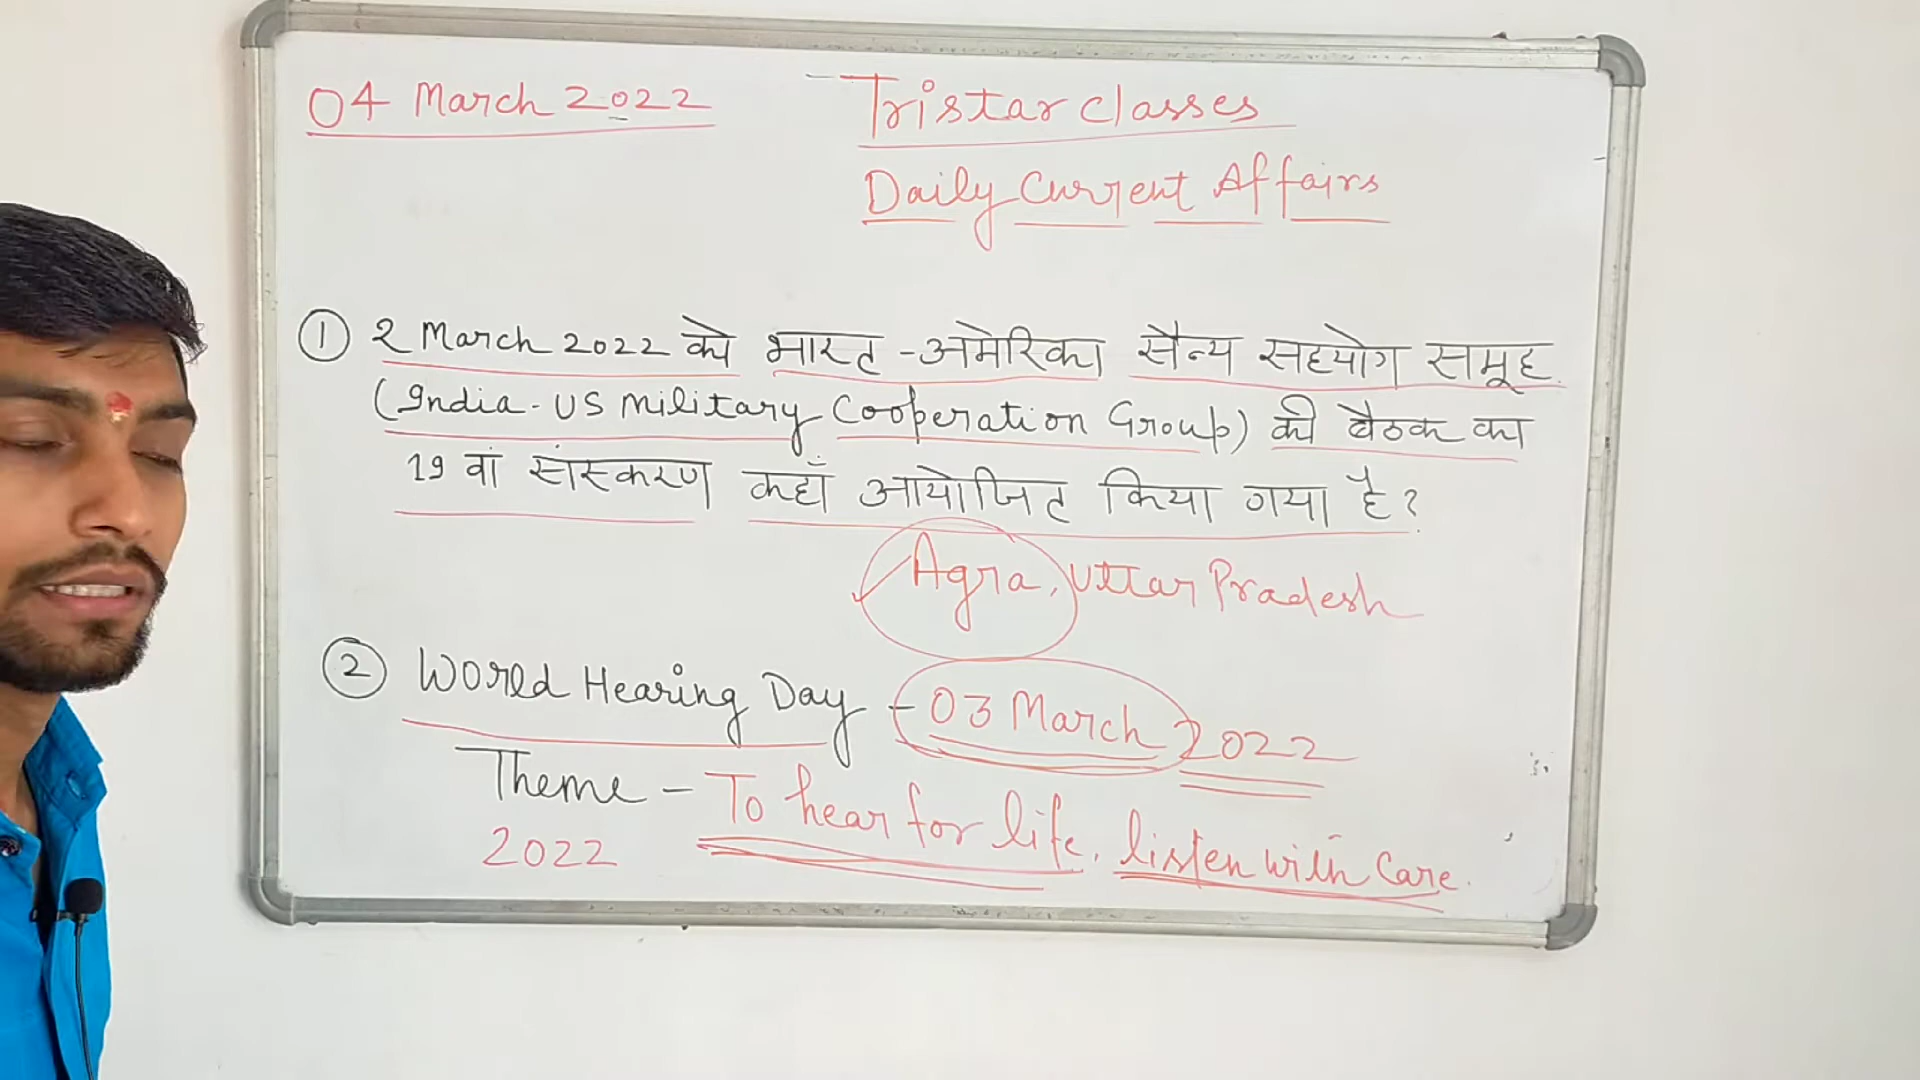 04 March 2022
Tristar classes
Daily Current Affairs
① 2 March 2022 को भारत - अमेरिका सैन्य सहयोग समूह
(India - US Military Cooperation Group) की बैठक का
19 वां संस्करण कहाँ आयोजित किया गया है?
Agra, Uttar Pradesh
② World Hearing Day - 03 March 2022
Theme - To hear for life, listen with Care.
2022